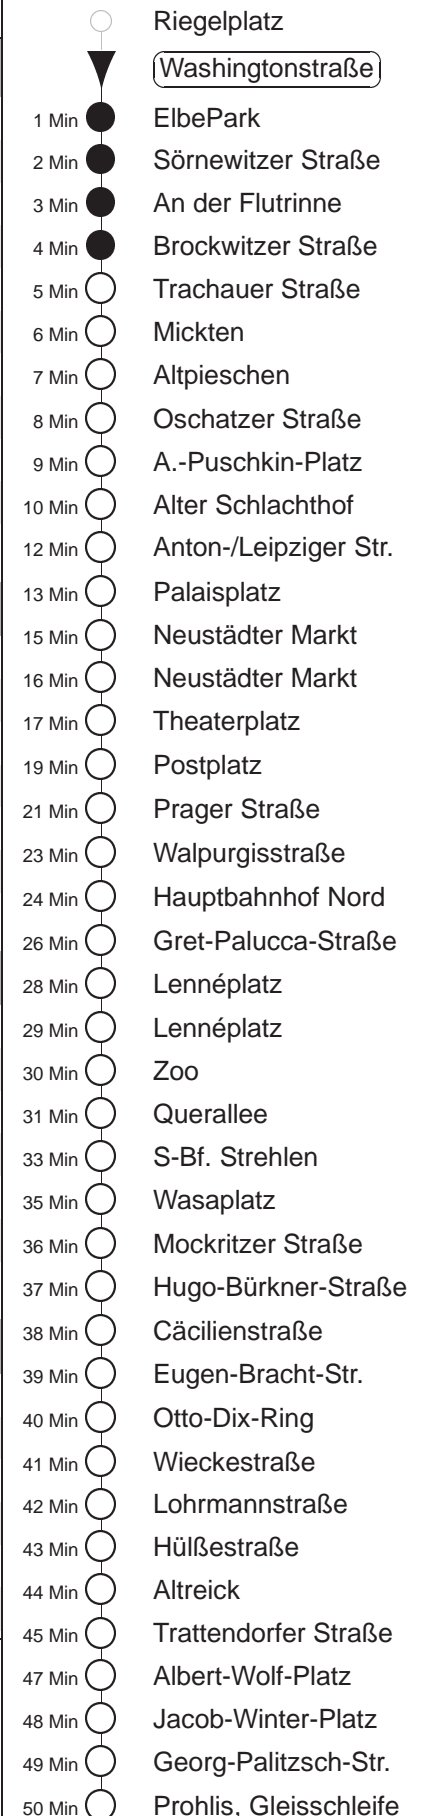 Riegelplatz
Washingtonstraße
1 Min ElbePark
2 Min Sörnewitzer Straße
3 Min An der Flutrinne
4 Min Brockwitzer Straße
5 Min Trachauer Straße
6 Min Mickten
7 Min Altpieschen
8 Min Oschatzer Straße
9 Min A.-Puschkin-Platz
10 Min Alter Schlachthof
12 Min Anton-/Leipziger Str.
13 Min Palaisplatz
15 Min Neustädter Markt
16 Min Neustädter Markt
17 Min Theaterplatz
19 Min Postplatz
21 Min Prager Straße
23 Min Walpurgisstraße
24 Min Hauptbahnhof Nord
26 Min Gret-Palucca-Straße
28 Min Lennéplatz
29 Min Lennéplatz
30 Min Zoo
31 Min Querallee
33 Min S-Bf. Strehlen
35 Min Wasaplatz
36 Min Mockritzer Straße
37 Min Hugo-Bürkner-Straße
38 Min Cäcilienstraße
39 Min Eugen-Bracht-Str.
40 Min Otto-Dix-Ring
41 Min Wieckestraße
42 Min Lohrmannstraße
43 Min Hülßestraße
44 Min Altreick
45 Min Trattendorfer Straße
47 Min Albert-Wolf-Platz
48 Min Jacob-Winter-Platz
49 Min Georg-Palitzsch-Str.
50 Min Prohlis, Gleisschleife